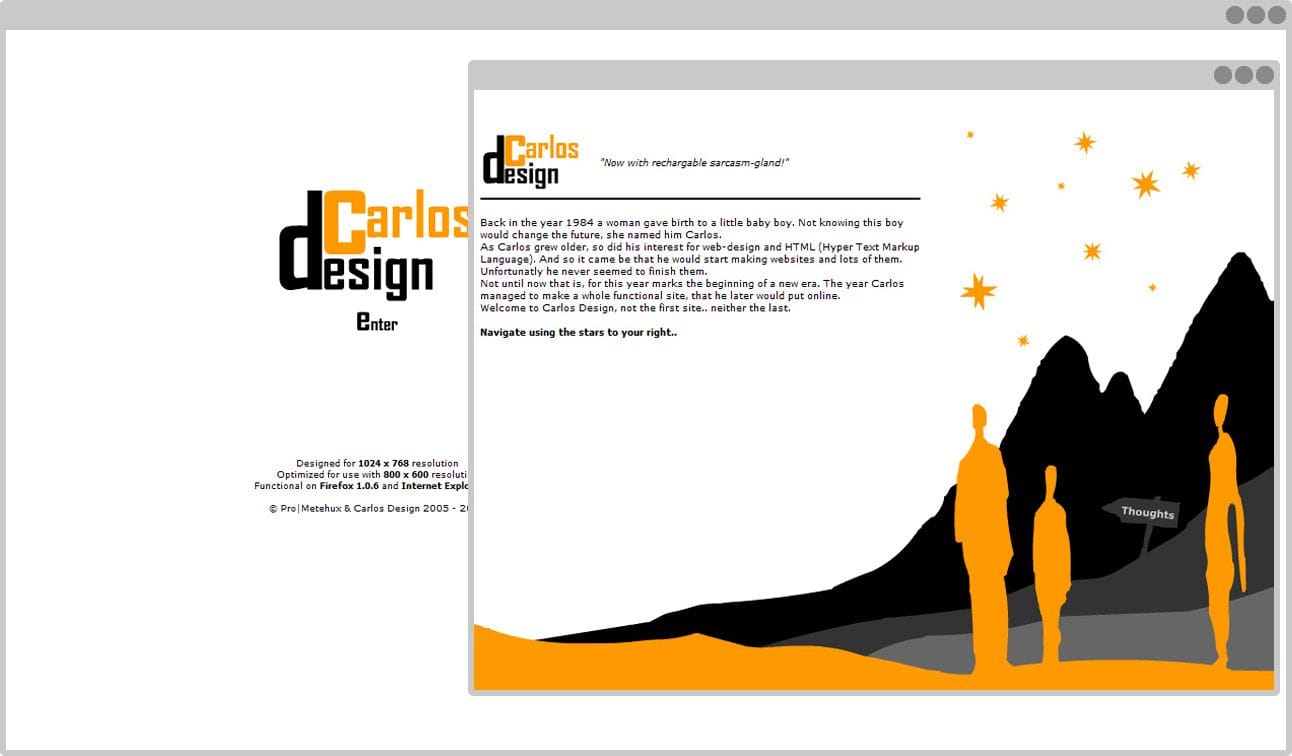 Carlos
design
enter
Designed for 1024 x 768 resolution
Optimized for use with 800 x 600
Functional on Firefox 1.0.6 and Internet
© Pro|Metehux & Carlos Design 2005 -
Carlos
design
"Now with rechargable sarcasm-gland!"
Back in the year 1984 a woman gave birth to a little baby boy. Not knowing this boy
would change the future, she named him Carlos.
As Carlos grew older, so did his interest for web-design and HTML (Hyper Text Markup
Language). And so it came be that he would start making websites and lots of them.
Unfortunatly he never seemed to finish them.
Not until now that is, for this year marks the beginning of a new era. The year Carlos
managed to make a whole functional site, that he later would put online.
Welcome to Carlos Design, not the first site.. neither the last.
Navigate using the stars to your right..
Thoughts